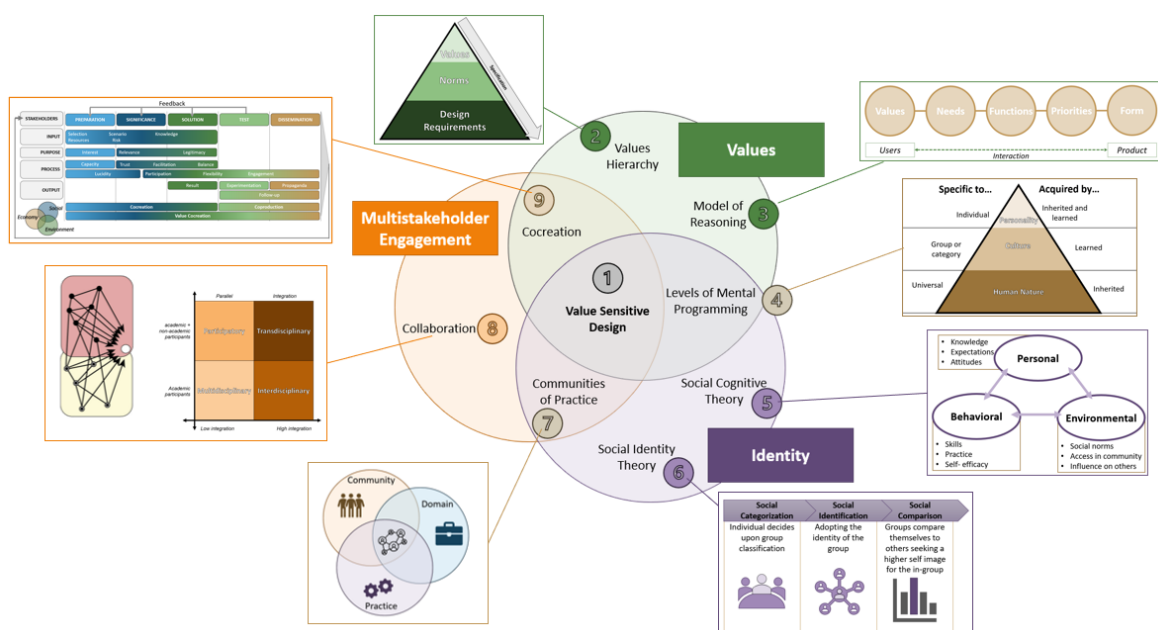 Values
Norms
Design
Requirements
Specification
Feedback
STAKEHOLDERS
PREPARATION
SIGNIFICANCE
SOLUTION
TEST
DISSEMINATION
INPUT
Selection
Resources
Scenario
Risk
Knowledge
PURPOSE
Interest
Relevance
Legitimacy
PROCESS
Capacity
Trust
Facilitation
Balance
Lucidity
Participation
Flexibility
Engagement
OUTPUT
Result
Experimentation
Propagation
Follow-up
Cocreation
Coproduction
Value Cocreation
Social
Economy
Environment
Values
Needs
Functions
Priorities
Form
Users
Interaction
Product
2
Values
Hierarchy
Values
Model of
Reasoning
3
9
Cocreation
Multistakeholder
Engagement
Specific to...
Acquired by...
Individual
Personality
Inherited and
learned
Group or
category
Culture
Learned
Universal
Human Nature
Inherited
1
Value Sensitive
Design
Levels of Mental
Programming
4
Collaboration
8
Parallel
Integration
academic +
non-academic
participants
Participatory
Transdisciplinary
Academic
participants
Multidisciplinary
Interdisciplinary
Low integration
High integration
Communities
of Practice
7
Social Cognitive
Theory
5
Social Identity
Theory
6
Identity
• Knowledge
• Expectations
• Attitudes
Personal
Behavioral
Environmental
• Skills
• Practice
• Self- efficacy
• Social norms
• Access in community
• Influence on others
Community
Domain
Practice
Social
Categorization
Social
Identification
Social
Comparison
Individual decides
upon group
classification
Adopting the
identity of the
group
Groups compare
themselves to
others seeking a
higher self image
for the in-group